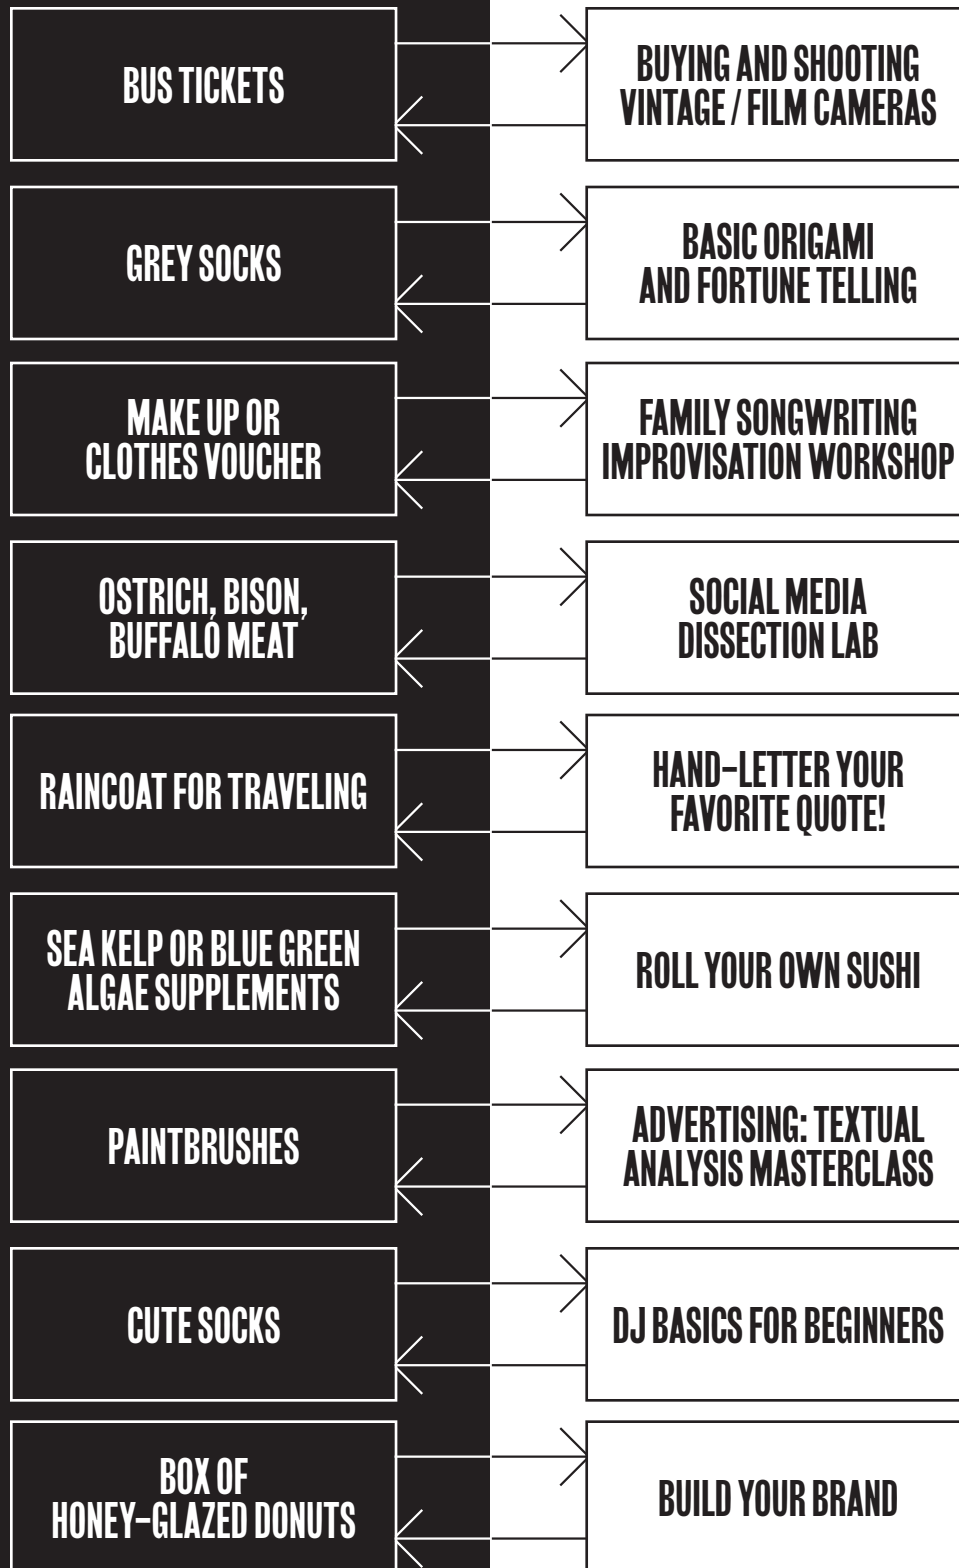 BUS TICKETS
BUYING AND SHOOTING
VINTAGE / FILM CAMERAS
GREY SOCKS
BASIC ORIGAMI
AND FORTUNE TELLING
MAKE UP OR
CLOTHES VOUCHER
FAMILY SONGWRITING
IMPROVISATION WORKSHOP
OSTRICH, BISON,
BUFFALO MEAT
SOCIAL MEDIA
DISSECTION LAB
RAINCOAT FOR TRAVELING
HAND–LETTER YOUR
FAVORITE QUOTE!
SEA KELP OR BLUE GREEN
ALGAE SUPPLEMENTS
ROLL YOUR OWN SUSHI
PAINTBRUSHES
ADVERTISING: TEXTUAL
ANALYSIS MASTERCLASS
CUTE SOCKS
DJ BASICS FOR BEGINNERS
BOX OF
HONEY–GLAZED DONUTS
BUILD YOUR BRAND